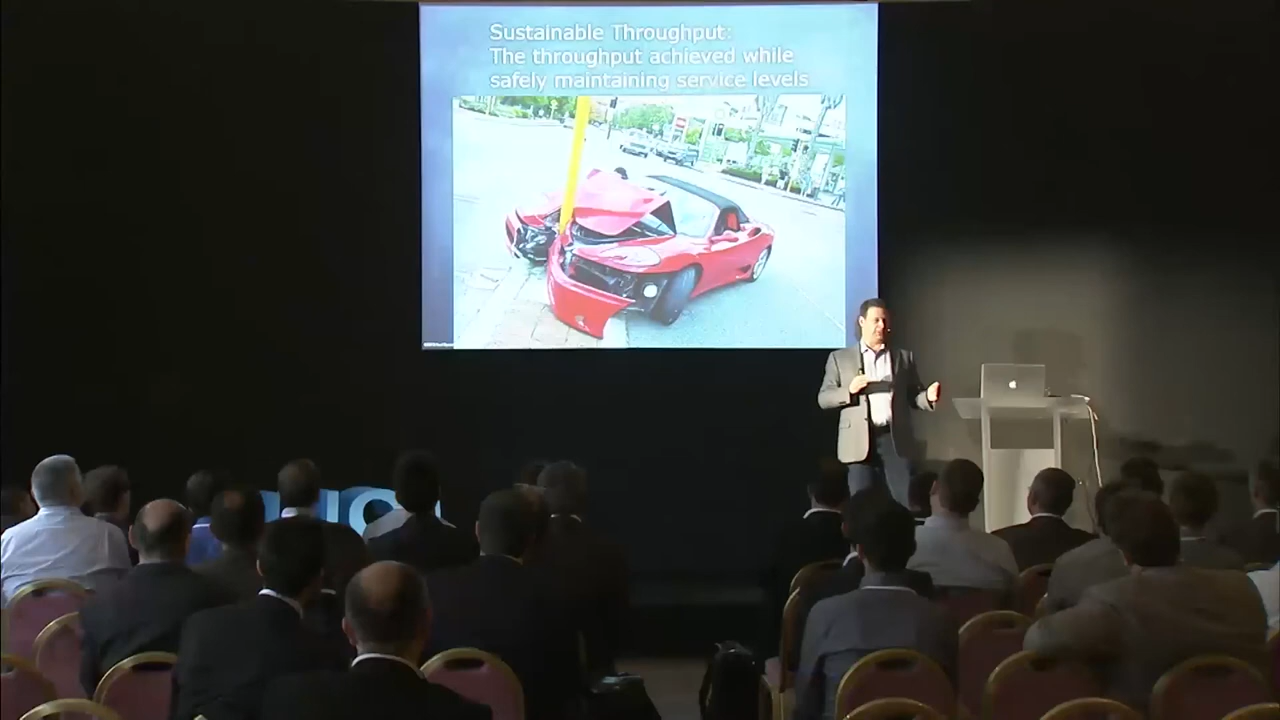 Sustainable Throughput:
The throughput achieved while
safely maintaining service levels